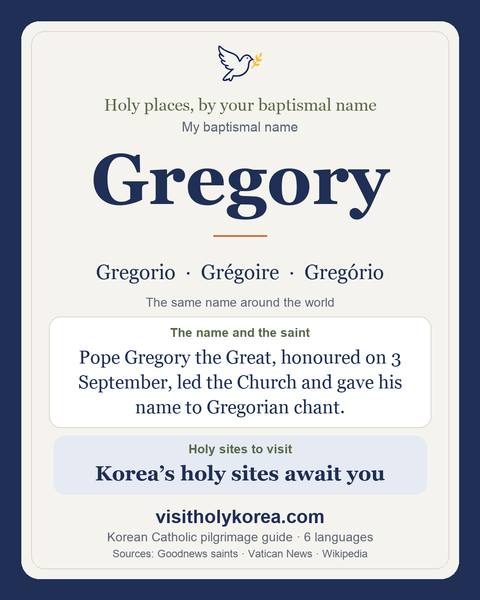 Holy places, by your baptismal name
My baptismal name
Gregory
Gregorio · Grégoire · Gregório
The same name around the world
The name and the saint
Pope Gregory the Great, honoured on 3
September, led the Church and gave his
name to Gregorian chant.
Holy sites to visit
Korea’s holy sites await you
visitholykorea.com
Korean Catholic pilgrimage guide · 6 languages
Sources: Goodnews saints · Vatican News · Wikipedia